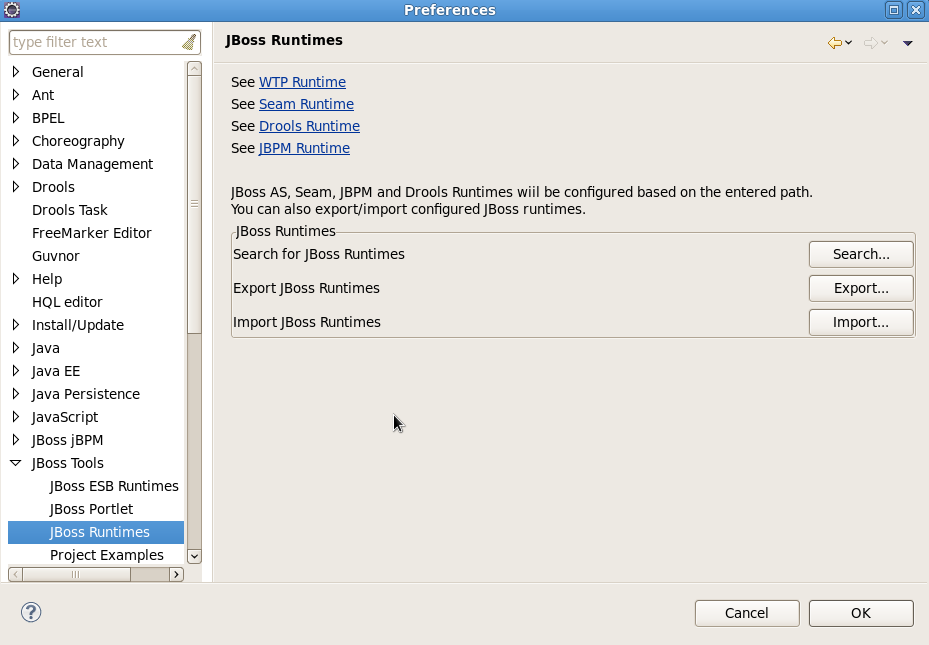 Preferences
type filter text
General
Ant
BPEL
Choreography
Data Management
Drools
Drools Task
FreeMarker Editor
Guvnor
Help
HQL editor
Install/Update
Java
Java EE
Java Persistence
JavaScript
JBoss jBPM
JBoss Tools
JBoss ESB Runtimes
JBoss Portlet
JBoss Runtimes
Project Examples
JBoss Runtimes
See WTP Runtime
See Seam Runtime
See Drools Runtime
See JBPM Runtime
JBoss AS, Seam, JBPM and Drools Runtimes wiil be configured based on the entered path.
You can also export/import configured JBoss runtimes.
JBoss Runtimes
Search for JBoss Runtimes Search...
Export JBoss Runtimes Export...
Import JBoss Runtimes Import...
? Cancel OK